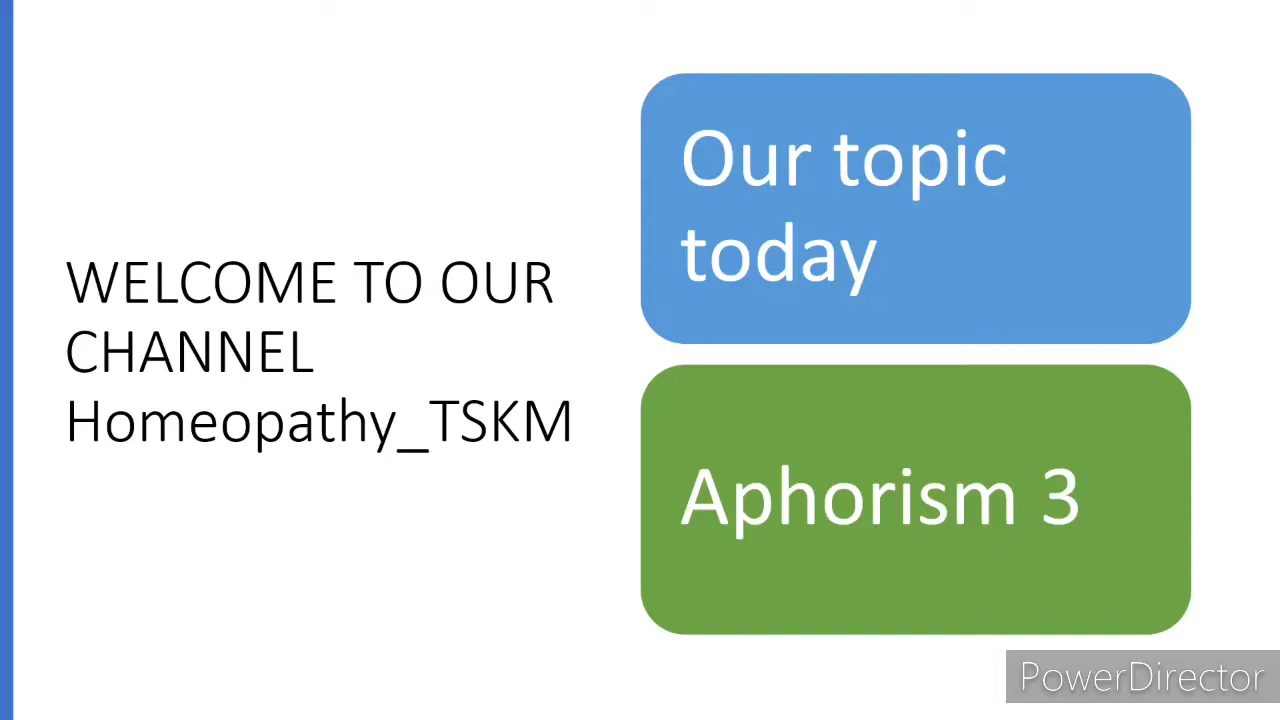 WELCOME TO OUR
CHANNEL
Homeopathy_TSKM
Our topic
today
Aphorism 3
PowerDirector